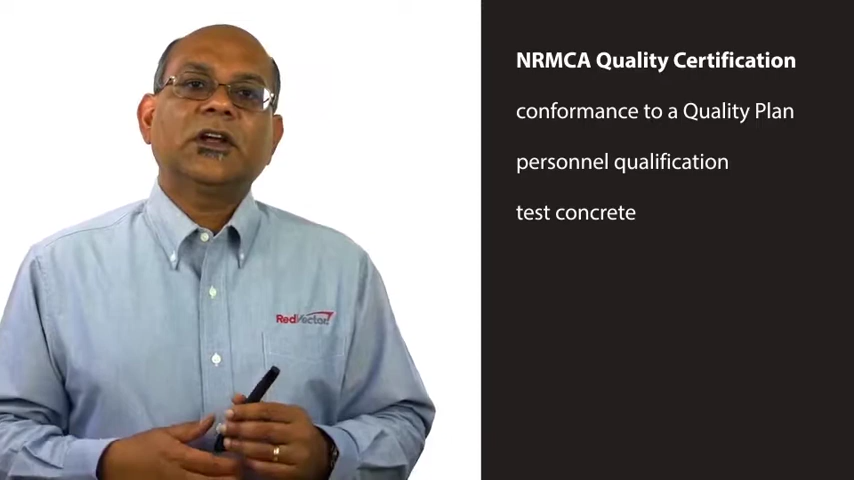 NRMCA Quality Certification
conformance to a Quality Plan
personnel qualification
test concrete
RedVector